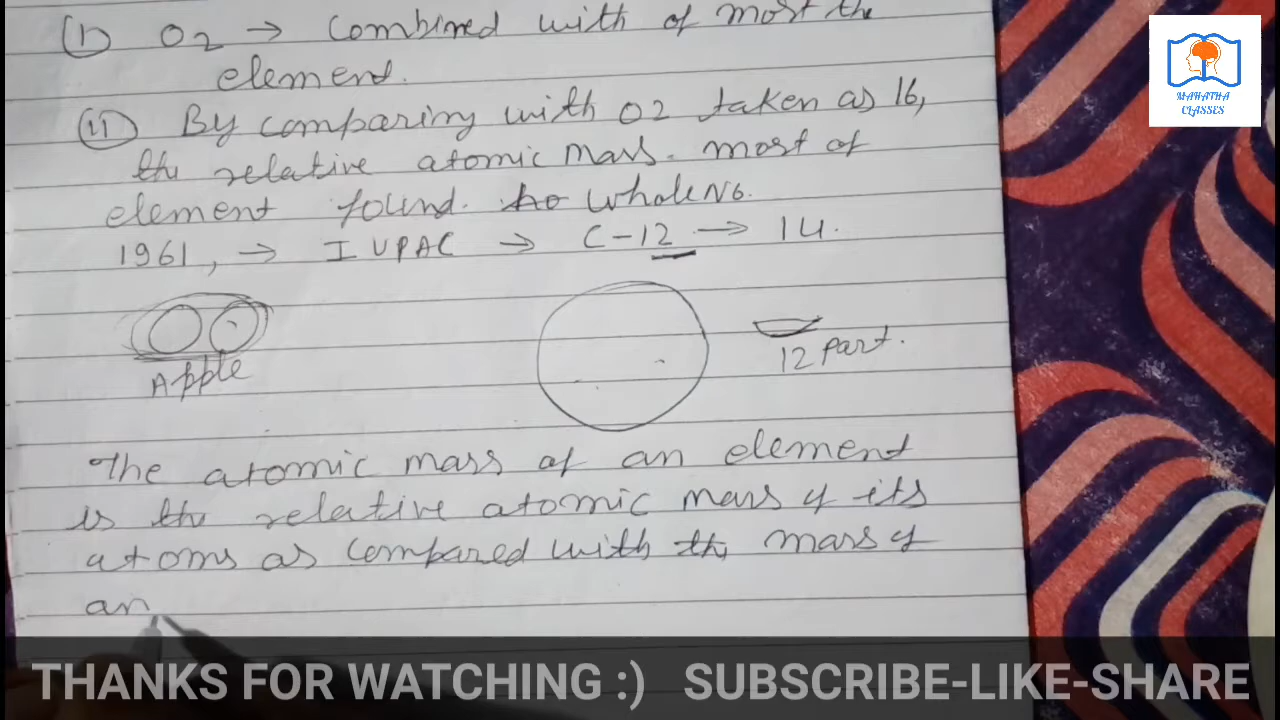 (I) O2 → Combined with of most the
element.
(II) By comparing with O2 taken as 16,
the relative atomic mass. most of
element found. to whole No.
1961, → IUPAC → C-12 → 14.
Apple
12 Part.
The atomic mass of an element
is the relative atomic mass of its
atoms as compared with the mass of
an
MAHATHA
CLASSES
THANKS FOR WATCHING :) SUBSCRIBE-LIKE-SHARE